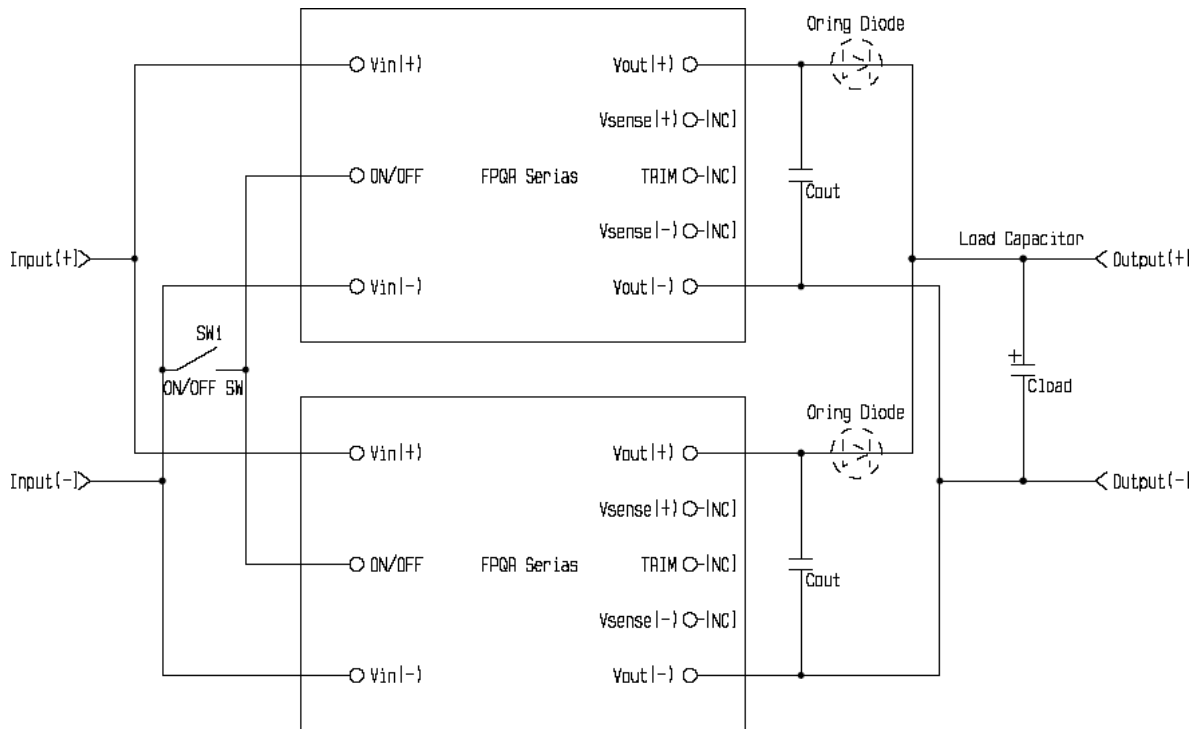 Oring Diode
Vin(+)
Vout(+)
Vsense(+)
(NC)
ON/OFF
FPQR Serias
TRIM
(NC)
Cout
Vsense(-)
(NC)
Input(+)
Load Capacitor
Output(+)
Vin(-)
Vout(-)
SW1
ON/OFF SW
+
Cload
Oring Diode
Vin(+)
Vout(+)
Input(-)
Output(-)
Vsense(+)
(NC)
ON/OFF
FPQR Serias
TRIM
(NC)
Cout
Vsense(-)
(NC)
Vin(-)
Vout(-)